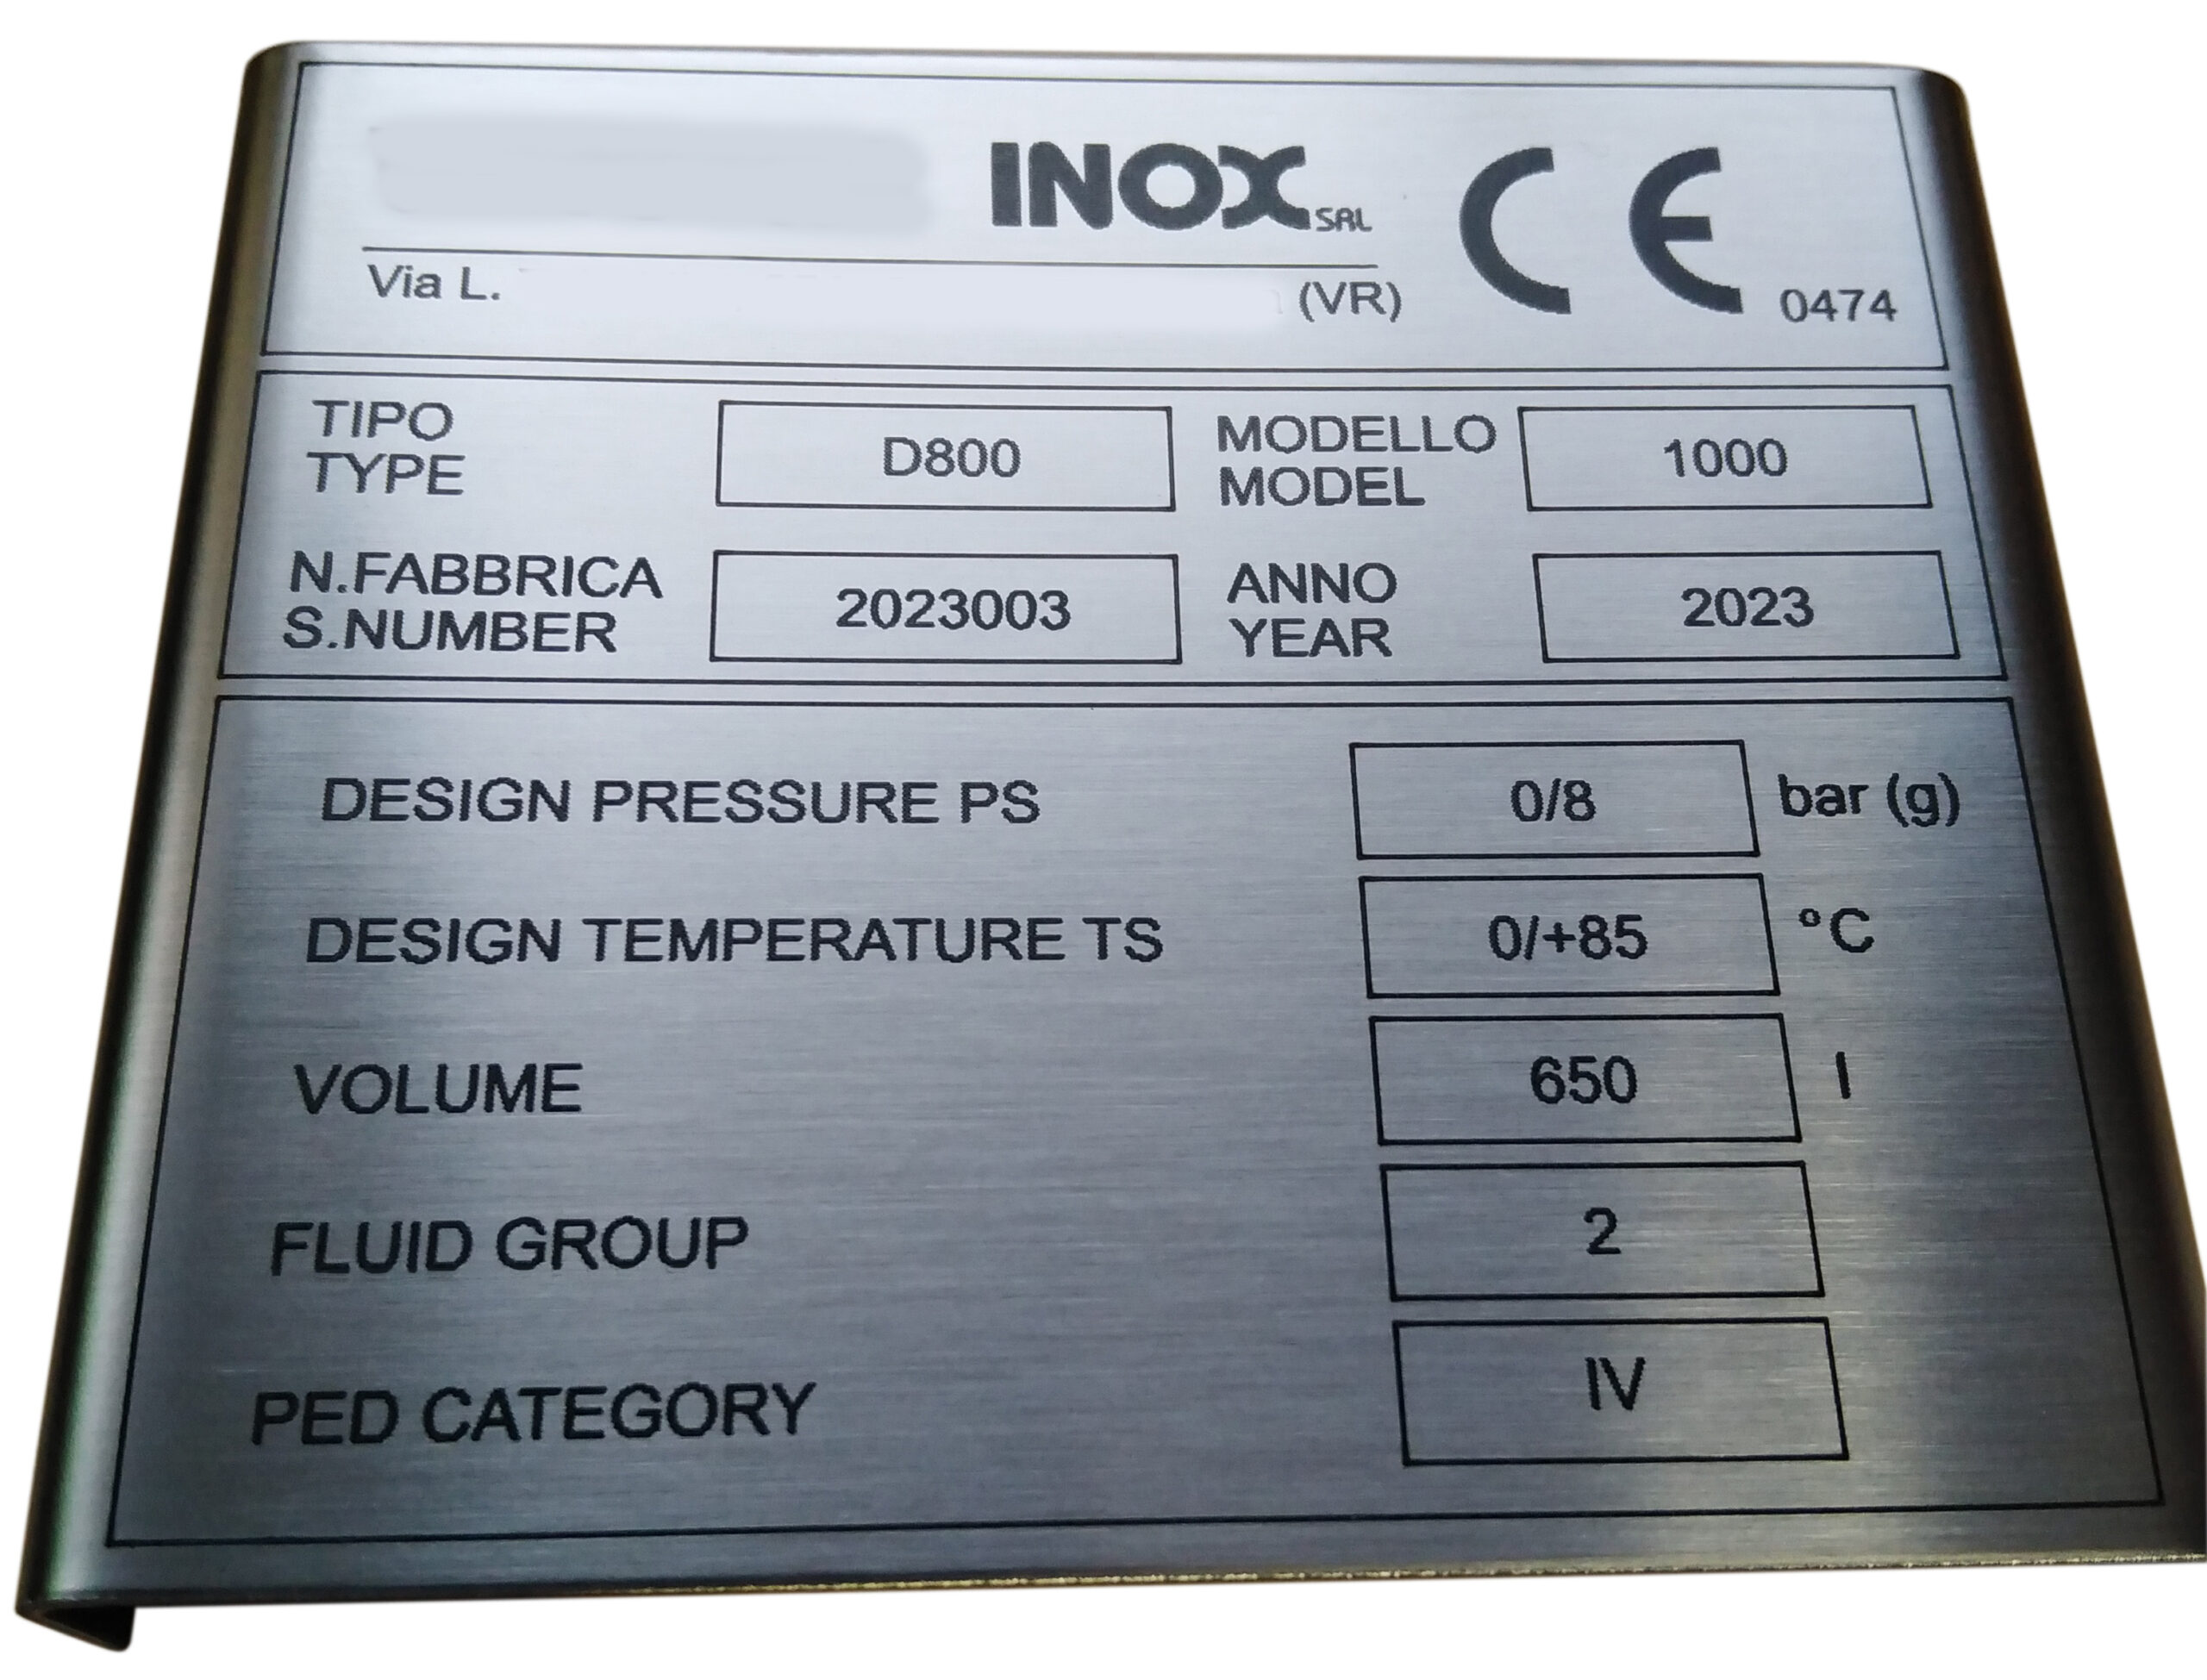 INOX SRL CE
Via L. (VR) 0474
TIPO
TYPE
D800
MODELLO
MODEL
1000
N.FABBRICA
S.NUMBER
2023003
ANNO
YEAR
2023
DESIGN PRESSURE PS 0/8 bar (g)
DESIGN TEMPERATURE TS 0/+85 °C
VOLUME 650 l
FLUID GROUP 2
PED CATEGORY IV